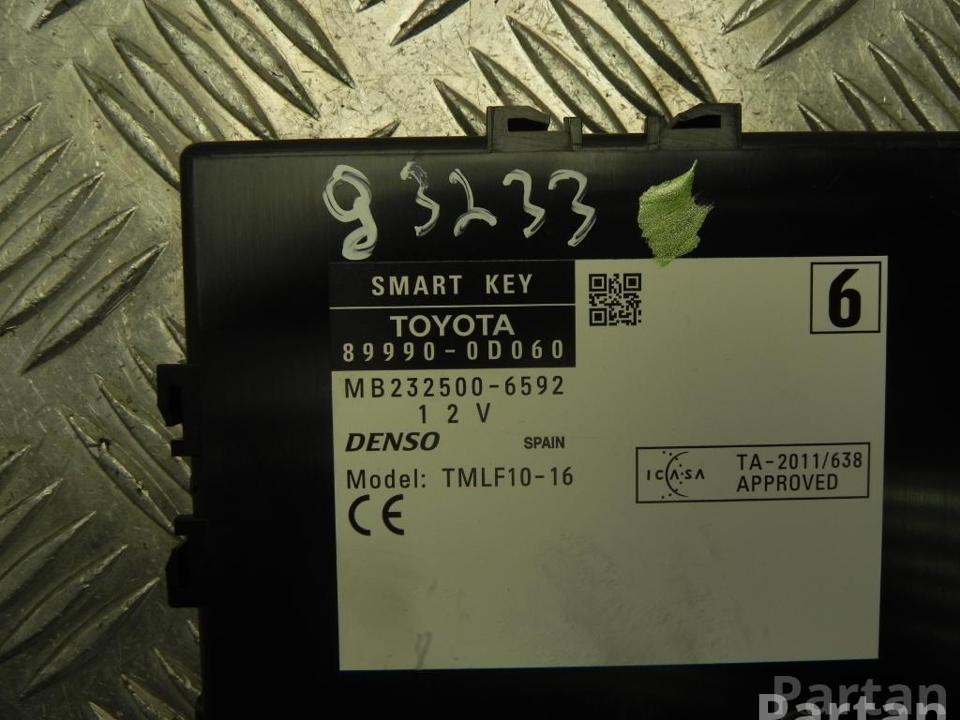 93233
SMART KEY
TOYOTA
89990-0D060
6
MB232500-6592
12V
DENSO SPAIN
Model: TMLF10-16
CE
ICASA TA-2011/638
APPROVED
Partan
Partan